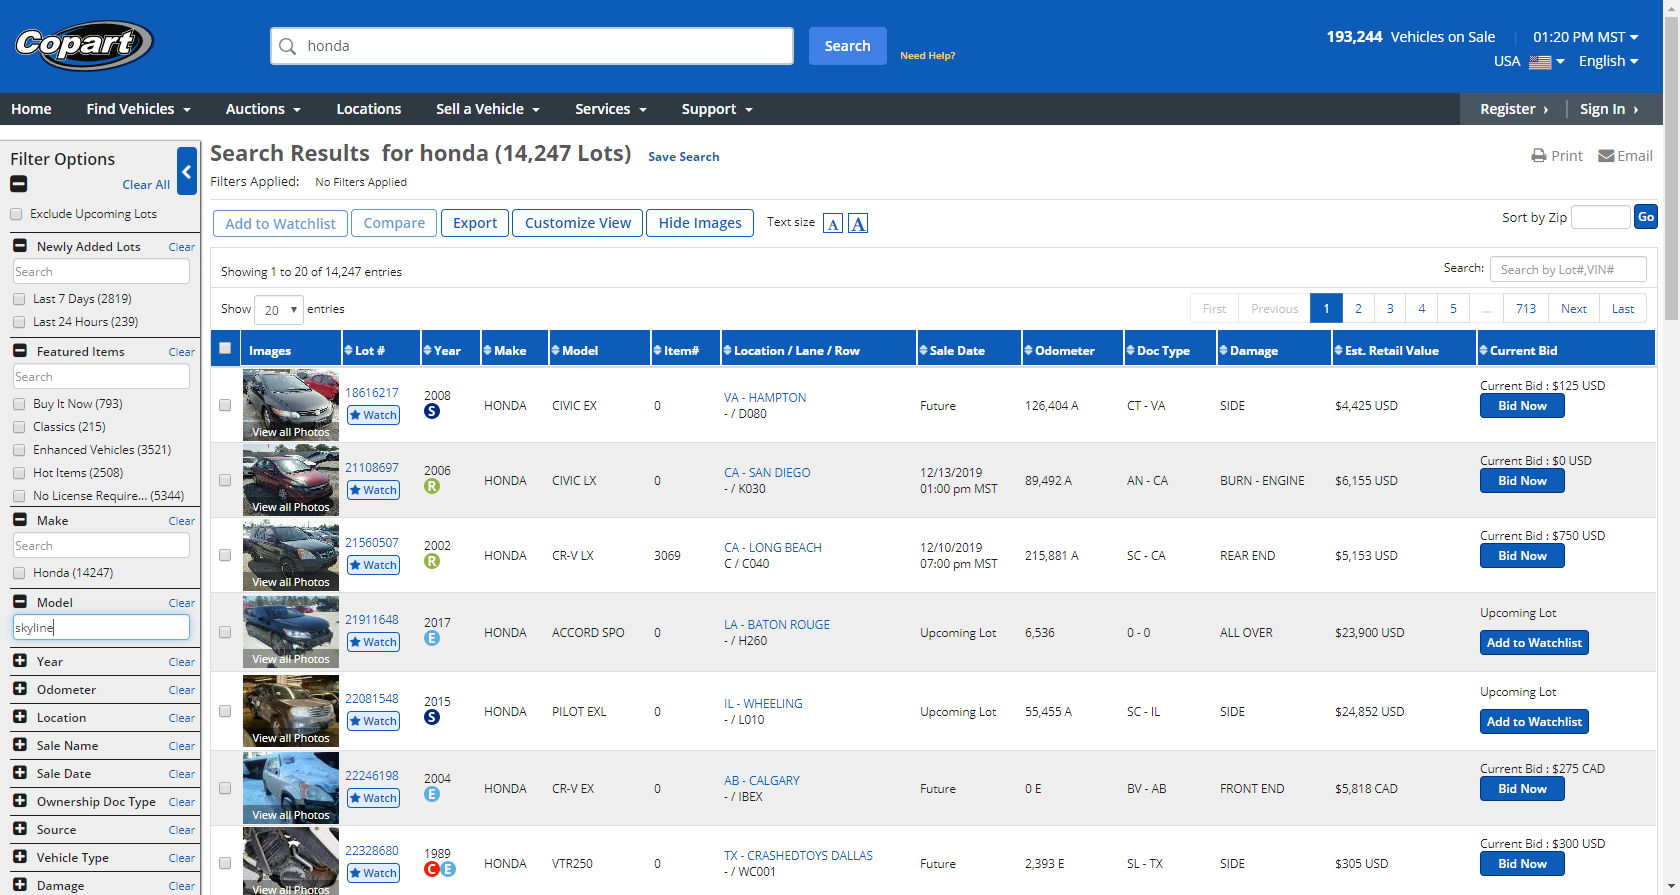 Copart
honda
Search
Need Help?
193,244 Vehicles on Sale
01:20 PM MST
USA
English
Home
Find Vehicles
Auctions
Locations
Sell a Vehicle
Services
Support
Register ›
Sign In ›
Filter Options
Clear All
Exclude Upcoming Lots
Newly Added Lots Clear
Search
Last 7 Days (2819)
Last 24 Hours (239)
Featured Items Clear
Search
Buy It Now (793)
Classics (215)
Enhanced Vehicles (3521)
Hot Items (2508)
No License Require... (5344)
Make Clear
Search
Honda (14247)
Model Clear
skyline
Year Clear
Odometer Clear
Location Clear
Sale Name Clear
Sale Date Clear
Ownership Doc Type Clear
Source Clear
Vehicle Type Clear
Damage Clear
Search Results for honda (14,247 Lots) Save Search
Print Email
Filters Applied: No Filters Applied
Add to Watchlist Compare Export Customize View Hide Images Text size A A
Sort by Zip Go
Showing 1 to 20 of 14,247 entries
Search: Search by Lot#,VIN#
Show 20 entries
First Previous 1 2 3 4 5 ... 713 Next Last
Images Lot # Year Make Model Item# Location / Lane / Row Sale Date Odometer Doc Type Damage Est. Retail Value Current Bid
View all Photos
18616217
Watch
2008
S
HONDA CIVIC EX 0
VA - HAMPTON
- / D080
Future 126,404 A CT - VA SIDE $4,425 USD
Current Bid : $125 USD
Bid Now
View all Photos
21108697
Watch
2006
R
HONDA CIVIC LX 0
CA - SAN DIEGO
- / K030
12/13/2019
01:00 pm MST
89,492 A AN - CA BURN - ENGINE $6,155 USD
Current Bid : $0 USD
Bid Now
View all Photos
21560507
Watch
2002
R
HONDA CR-V LX 3069
CA - LONG BEACH
C / C040
12/10/2019
07:00 pm MST
215,881 A SC - CA REAR END $5,153 USD
Current Bid : $750 USD
Bid Now
View all Photos
21911648
Watch
2017
E
HONDA ACCORD SPO 0
LA - BATON ROUGE
- / H260
Upcoming Lot 6,536 0 - 0 ALL OVER $23,900 USD
Upcoming Lot
Add to Watchlist
View all Photos
22081548
Watch
2015
S
HONDA PILOT EXL 0
IL - WHEELING
- / L010
Upcoming Lot 55,455 A SC - IL SIDE $24,852 USD
Upcoming Lot
Add to Watchlist
View all Photos
22246198
Watch
2004
E
HONDA CR-V EX 0
AB - CALGARY
- / IBEX
Future 0 E BV - AB FRONT END $5,818 CAD
Current Bid : $275 CAD
Bid Now
View all Photos
22328680
Watch
1989
C E
HONDA VTR250 0
TX - CRASHEDTOYS DALLAS
- / WC001
Future 2,393 E SL - TX SIDE $305 USD
Current Bid : $300 USD
Bid Now